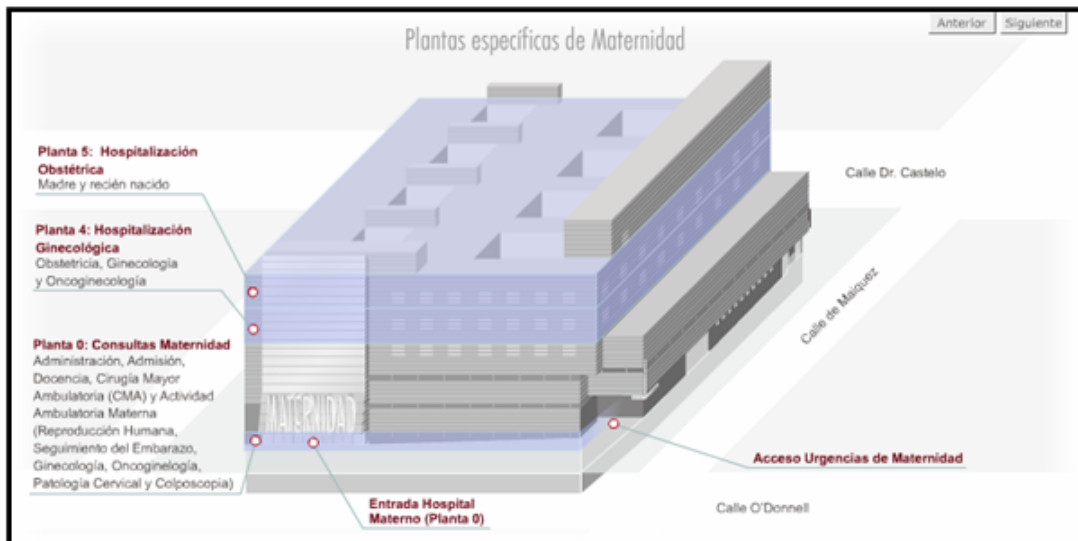 Anterior
Siguiente
Plantas específicas de Maternidad
Planta 5: Hospitalización
Obstétrica
Madre y recién nacido
Planta 4: Hospitalización
Ginecológica
Obstetricia, Ginecología
y Oncoginecología
Planta 0: Consultas Maternidad
Administración, Admisión,
Docencia, Cirugía Mayor
Ambulatoria (CMA) y Actividad
Ambulatoria Materna
(Reproducción Humana,
Seguimiento del Embarazo,
Ginecología, Oncoginelogía,
Patología Cervical y Colposcopia)
MATERNIDAD
Entrada Hospital
Materno (Planta 0)
Acceso Urgencias de Maternidad
Calle Dr. Castelo
Calle de Maiquez
Calle O'Donnell